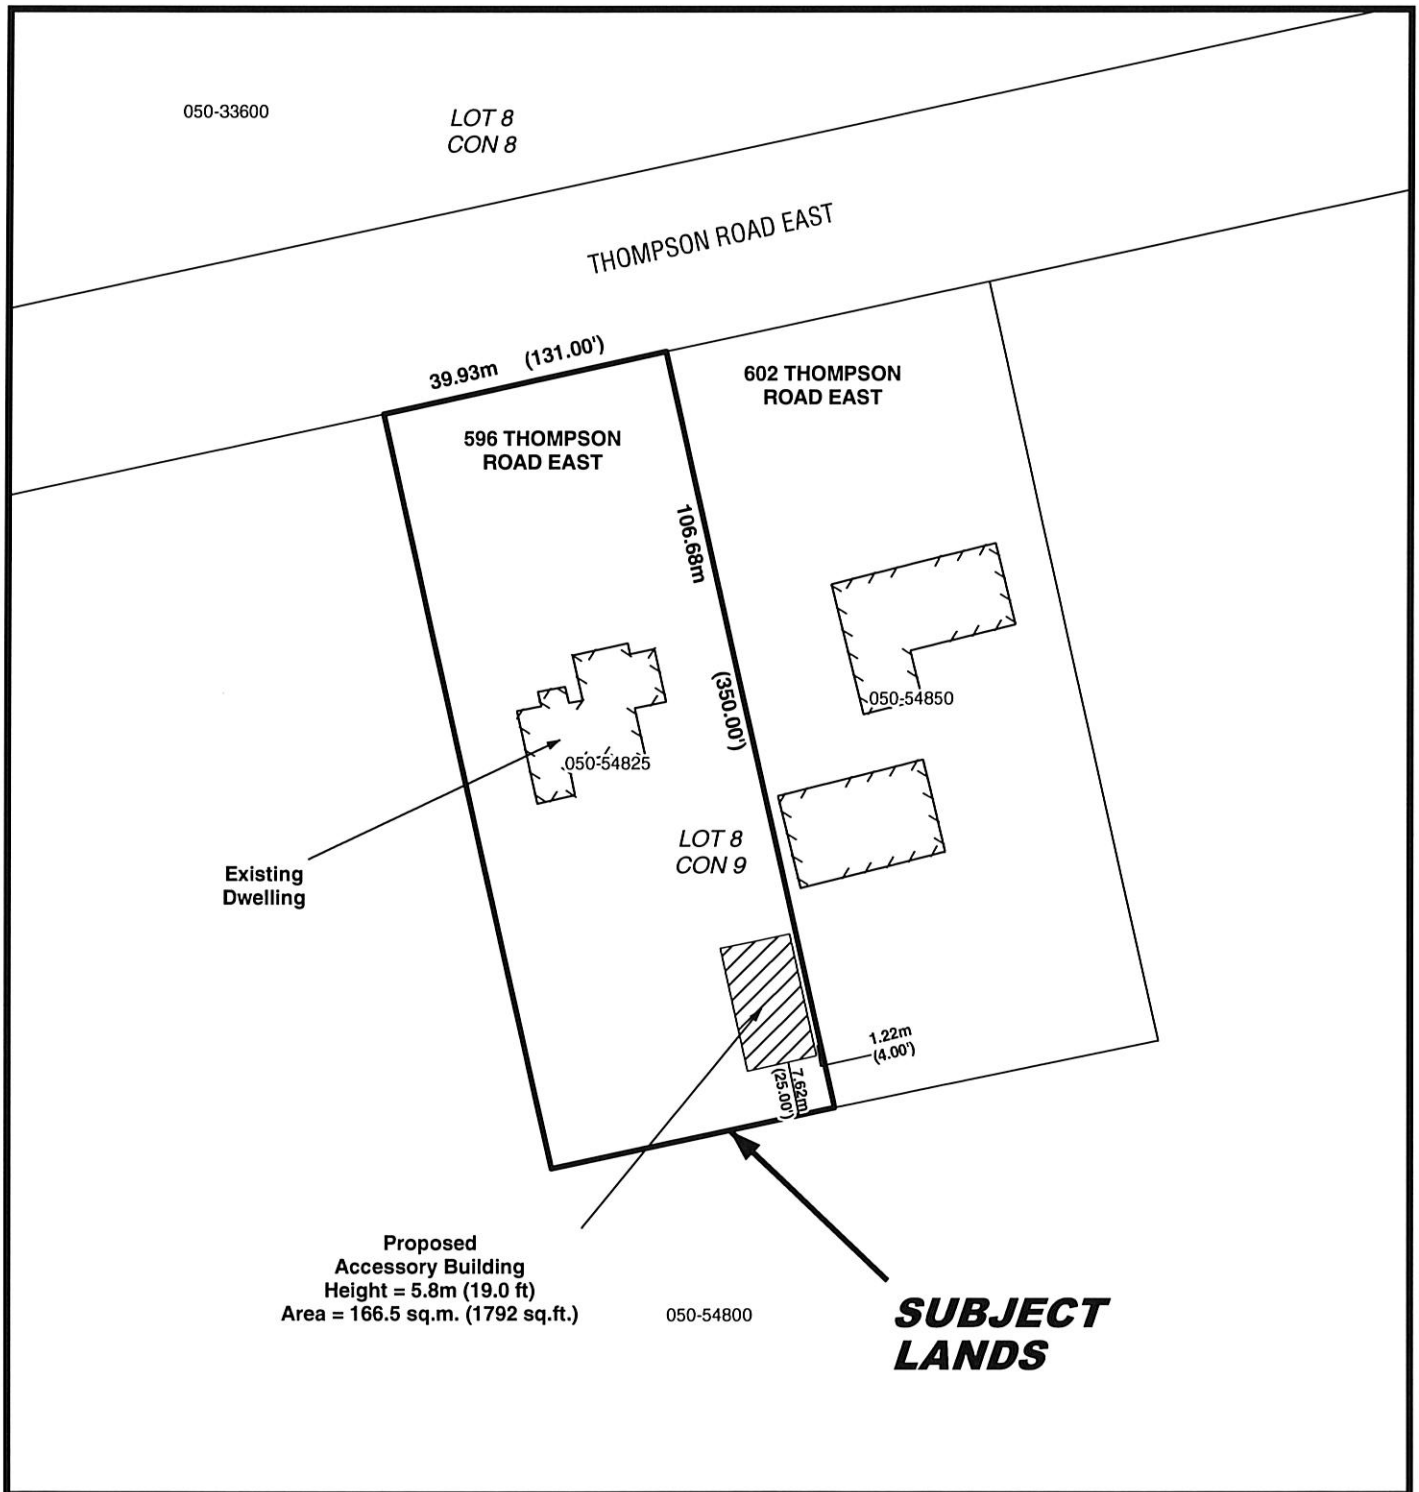 050-33600
LOT 8
CON 8
THOMPSON ROAD EAST
39.93m (131.00')
602 THOMPSON
ROAD EAST
596 THOMPSON
ROAD EAST
106.68m
(350.00')
050-54850
050-54825
LOT 8
CON 9
Existing
Dwelling
1.22m
(4.00')
7.62m
(25.00')
Proposed
Accessory Building
Height = 5.8m (19.0 ft)
Area = 166.5 sq.m. (1792 sq.ft.)
050-54800
SUBJECT
LANDS